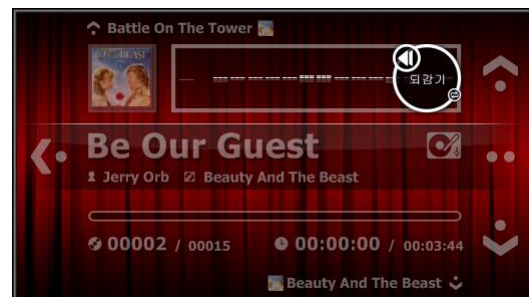 Battle On The Tower
되감기
Be Our Guest
Jerry Orb Beauty And The Beast
00002 / 00015 00:00:00 / 00:03:44
Beauty And The Beast